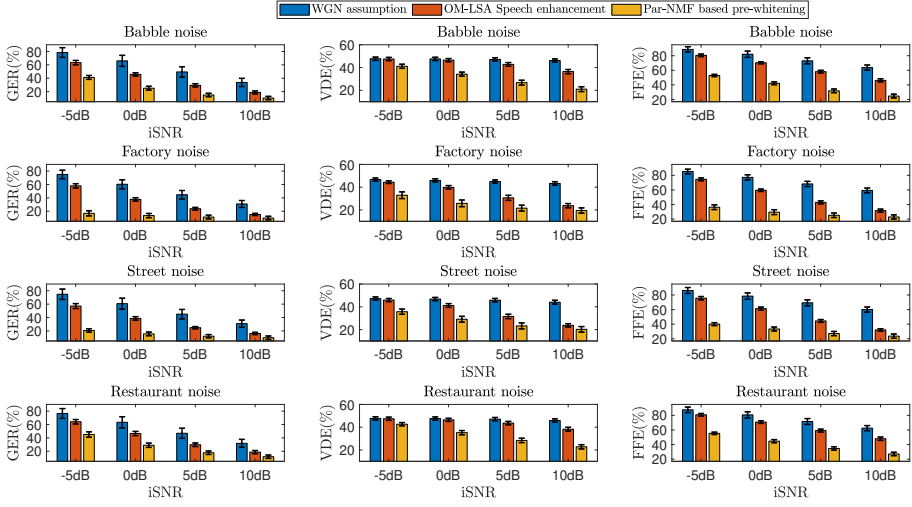 WGN assumption OM-LSA Speech enhancement Par-NMF based pre-whitening
Babble noise Babble noise Babble noise
GER(%) 80 60 40 20 VDE(%) 60 40 20 FFE(%) 80 60 40 20
-5dB 0dB 5dB 10dB -5dB 0dB 5dB 10dB -5dB 0dB 5dB 10dB
iSNR iSNR iSNR
Factory noise Factory noise Factory noise
GER(%) 80 60 40 20 VDE(%) 60 40 20 FFE(%) 80 60 40 20
-5dB 0dB 5dB 10dB -5dB 0dB 5dB 10dB -5dB 0dB 5dB 10dB
iSNR iSNR iSNR
Street noise Street noise Street noise
GER(%) 80 60 40 20 VDE(%) 60 40 20 FFE(%) 80 60 40 20
-5dB 0dB 5dB 10dB -5dB 0dB 5dB 10dB -5dB 0dB 5dB 10dB
iSNR iSNR iSNR
Restaurant noise Restaurant noise Restaurant noise
GER(%) 80 60 40 20 VDE(%) 60 40 20 FFE(%) 80 60 40 20
-5dB 0dB 5dB 10dB -5dB 0dB 5dB 10dB -5dB 0dB 5dB 10dB
iSNR iSNR iSNR